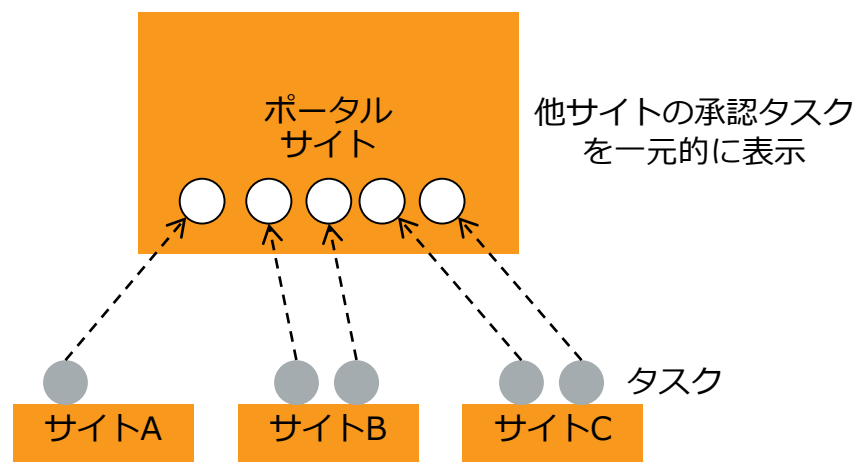 ポータル
サイト
他サイトの承認タスク
を一元的に表示
タスク
サイトA
サイトB
サイトC